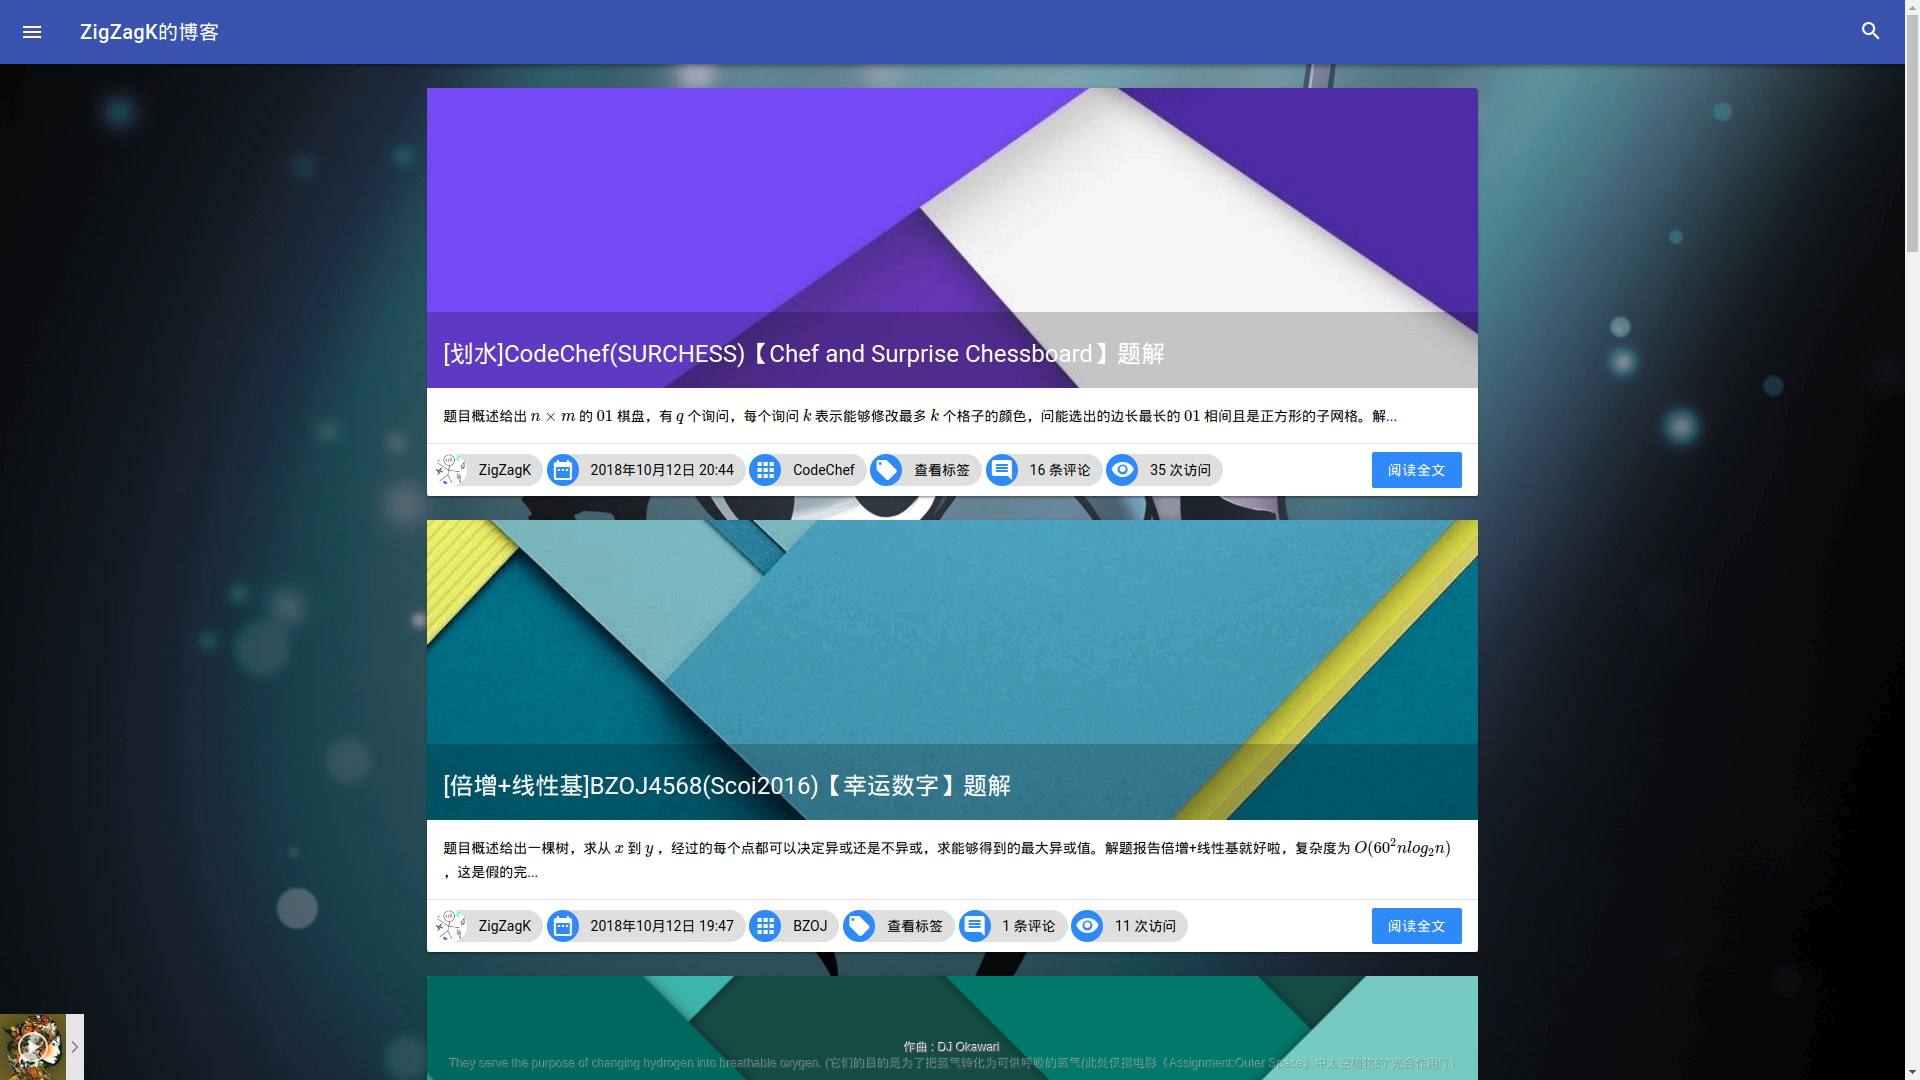 ZigZagK的博客
[划水]CodeChef(SURCHESS)【Chef and Surprise Chessboard】题解
题目概述给出 n × m 的 01 棋盘，有 q 个询问，每个询问 k 表示能够修改最多 k 个格子的颜色，问能选出的边长最长的 01 相间且是正方形的子网格。解...
ZigZagK 2018年10月12日 20:44 CodeChef 查看标签 16 条评论 35 次访问 阅读全文
[倍增+线性基]BZOJ4568(Scoi2016)【幸运数字】题解
题目概述给出一棵树，求从 x 到 y ，经过的每个点都可以决定异或还是不异或，求能够得到的最大异或值。解题报告倍增+线性基就好啦，复杂度为 O(60²nlog₂n)
，这是假的完...
ZigZagK 2018年10月12日 19:47 BZOJ 查看标签 1 条评论 11 次访问 阅读全文
作曲 : DJ Okawari
They serve the purpose of changing hydrogen into breathable oxygen. (它们的目的是为了把氢气转化为可供呼吸的氧气(此处仅指电影《Assignment:Outer Space》中太空植物的"光合作用").)